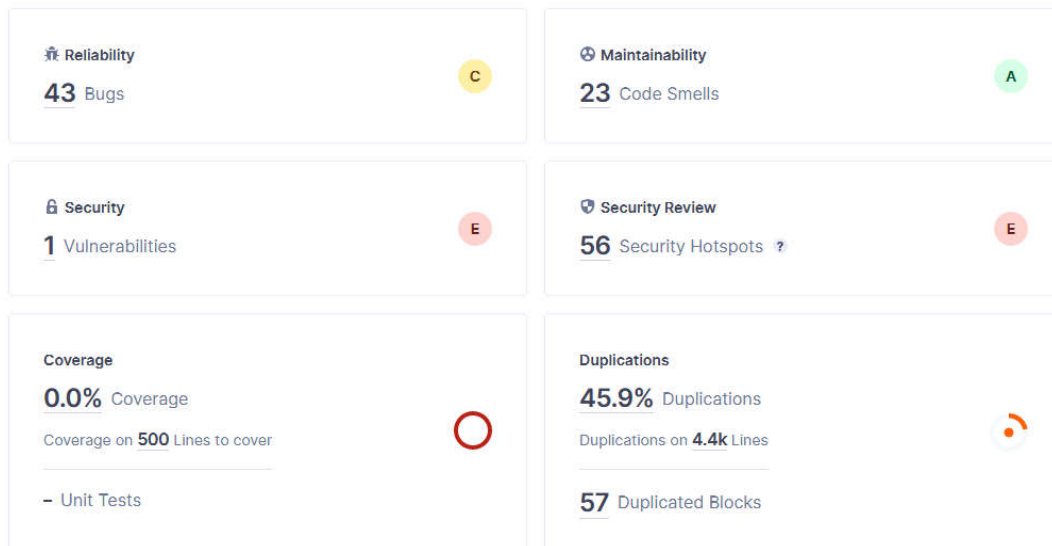 Reliability
C
43 Bugs
Maintainability
A
23 Code Smells
Security
E
1 Vulnerabilities
Security Review
E
56 Security Hotspots ?
Coverage
0.0% Coverage
Coverage on 500 Lines to cover
– Unit Tests
Duplications
45.9% Duplications
Duplications on 4.4k Lines
57 Duplicated Blocks